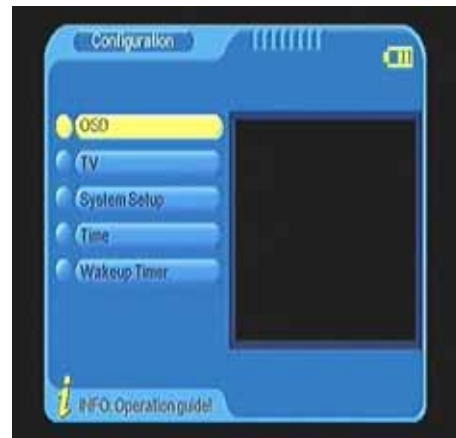 Configuration
OSD
TV
System Setup
Time
Wakeup Timer
i
INFO: Operation guide!